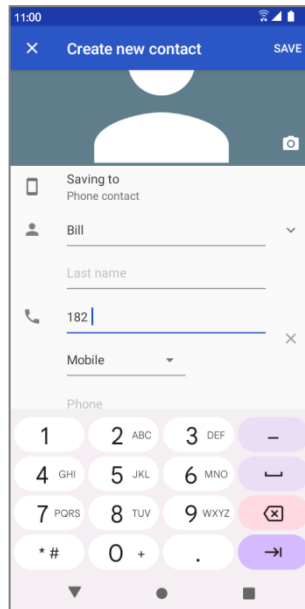 11:00
Create new contact SAVE
Saving to
Phone contact
Bill
Last name
182
Mobile
Phone
1 2 ABC 3 DEF -
4 GHI 5 JKL 6 MNO
7 PQRS 8 TUV 9 WXYZ
* # 0 + .